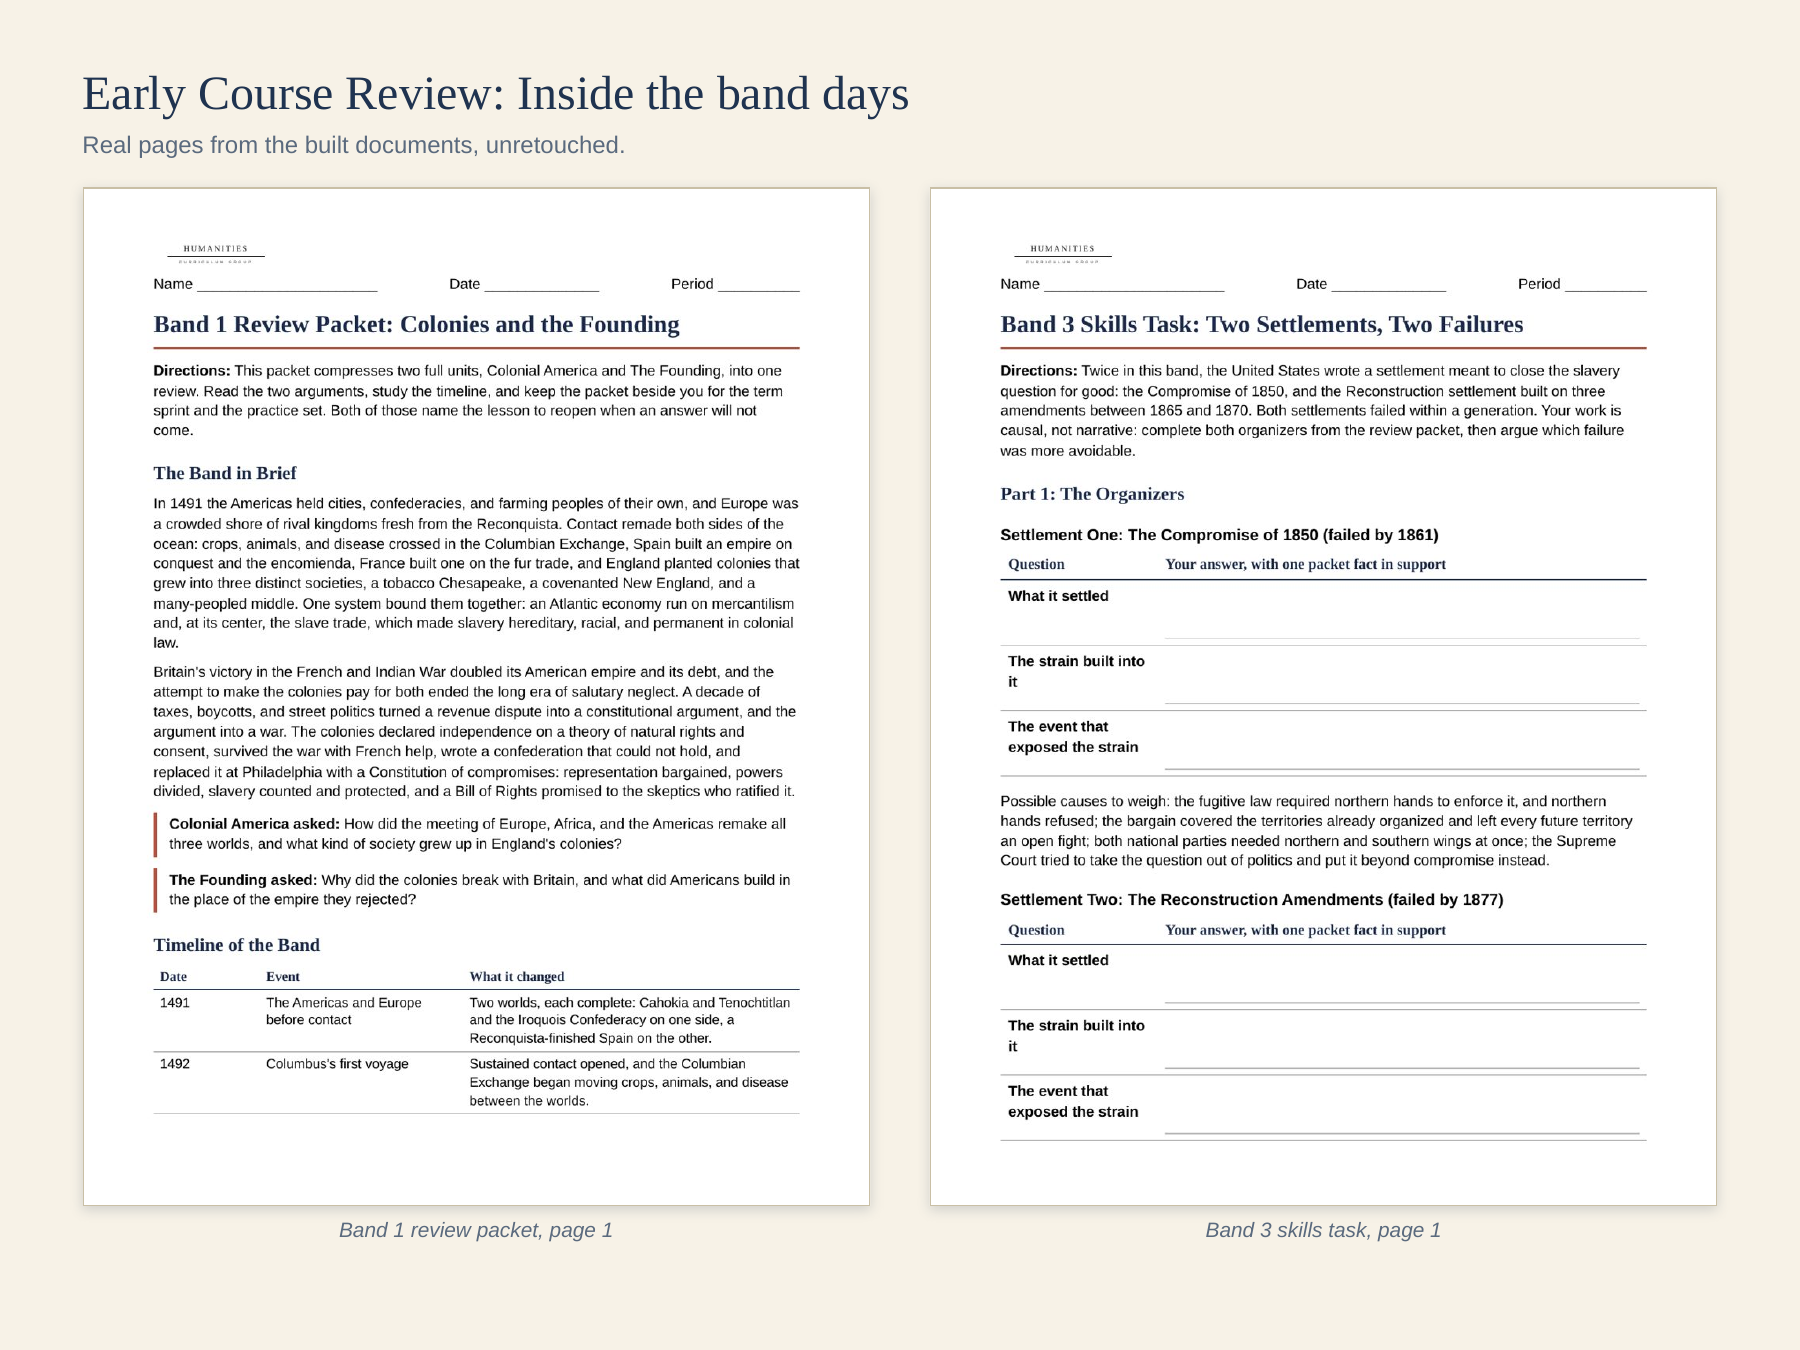 Early Course Review: Inside the band days
Real pages from the built documents, unretouched.
HUMANITIES
CURRICULUM GROUP
Name ______________________ Date ______________ Period __________
Band 1 Review Packet: Colonies and the Founding
Directions: This packet compresses two full units, Colonial America and The Founding, into one
review. Read the two arguments, study the timeline, and keep the packet beside you for the term
sprint and the practice set. Both of those name the lesson to reopen when an answer will not
come.
The Band in Brief
In 1491 the Americas held cities, confederacies, and farming peoples of their own, and Europe was
a crowded shore of rival kingdoms fresh from the Reconquista. Contact remade both sides of the
ocean: crops, animals, and disease crossed in the Columbian Exchange, Spain built an empire on
conquest and the encomienda, France built one on the fur trade, and England planted colonies that
grew into three distinct societies, a tobacco Chesapeake, a covenanted New England, and a
many-peopled middle. One system bound them together: an Atlantic economy run on mercantilism
and, at its center, the slave trade, which made slavery hereditary, racial, and permanent in colonial
law.
Britain's victory in the French and Indian War doubled its American empire and its debt, and the
attempt to make the colonies pay for both ended the long era of salutary neglect. A decade of
taxes, boycotts, and street politics turned a revenue dispute into a constitutional argument, and the
argument into a war. The colonies declared independence on a theory of natural rights and
consent, survived the war with French help, wrote a confederation that could not hold, and
replaced it at Philadelphia with a Constitution of compromises: representation bargained, powers
divided, slavery counted and protected, and a Bill of Rights promised to the skeptics who ratified it.
Colonial America asked: How did the meeting of Europe, Africa, and the Americas remake all
three worlds, and what kind of society grew up in England's colonies?
The Founding asked: Why did the colonies break with Britain, and what did Americans build in
the place of the empire they rejected?
Timeline of the Band
Date Event What it changed
1491 The Americas and Europe Two worlds, each complete: Cahokia and Tenochtitlan
before contact and the Iroquois Confederacy on one side, a
Reconquista-finished Spain on the other.
1492 Columbus's first voyage Sustained contact opened, and the Columbian
Exchange began moving crops, animals, and disease
between the worlds.
Band 1 review packet, page 1
HUMANITIES
CURRICULUM GROUP
Name ______________________ Date ______________ Period __________
Band 3 Skills Task: Two Settlements, Two Failures
Directions: Twice in this band, the United States wrote a settlement meant to close the slavery
question for good: the Compromise of 1850, and the Reconstruction settlement built on three
amendments between 1865 and 1870. Both settlements failed within a generation. Your work is
causal, not narrative: complete both organizers from the review packet, then argue which failure
was more avoidable.
Part 1: The Organizers
Settlement One: The Compromise of 1850 (failed by 1861)
Question Your answer, with one packet fact in support
What it settled
The strain built into
it
The event that
exposed the strain
Possible causes to weigh: the fugitive law required northern hands to enforce it, and northern
hands refused; the bargain covered the territories already organized and left every future territory
an open fight; both national parties needed northern and southern wings at once; the Supreme
Court tried to take the question out of politics and put it beyond compromise instead.
Settlement Two: The Reconstruction Amendments (failed by 1877)
Question Your answer, with one packet fact in support
What it settled
The strain built into
it
The event that
exposed the strain
Band 3 skills task, page 1